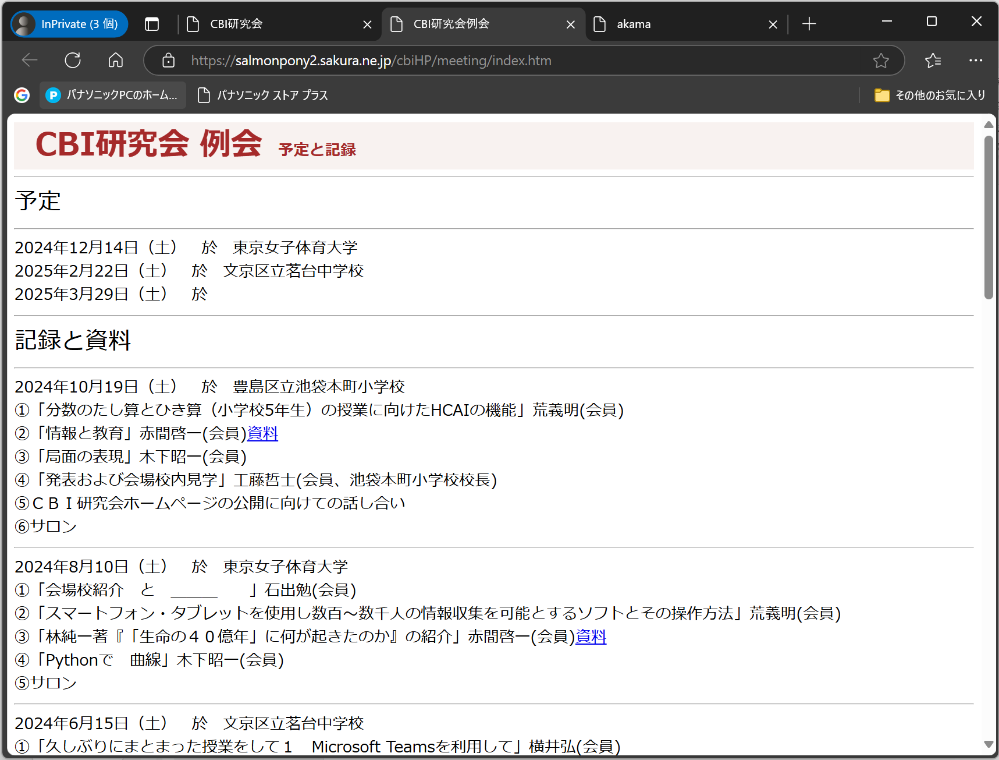 InPrivate (3 個)
CBI研究会
CBI研究会例会
akama
https://salmonpony2.sakura.ne.jp/cbiHP/meeting/index.htm
パナソニックPCのホーム...
パナソニック ストア プラス
その他のお気に入り
CBI研究会 例会 予定と記録
予定
2024年12月14日（土）　於　東京女子体育大学
2025年2月22日（土）　於　文京区立茗台中学校
2025年3月29日（土）　於
記録と資料
2024年10月19日（土）　於　豊島区立池袋本町小学校
①「分数のたし算とひき算（小学校5年生）の授業に向けたHCAIの機能」荒義明(会員)
②「情報と教育」赤間啓一(会員)資料
③「局面の表現」木下昭一(会員)
④「発表および会場校内見学」工藤哲士(会員、池袋本町小学校校長)
⑤ＣＢＩ研究会ホームページの公開に向けての話し合い
⑥サロン
2024年8月10日（土）　於　東京女子体育大学
①「会場校紹介　と　______　　」石出勉(会員)
②「スマートフォン・タブレットを使用し数百～数千人の情報収集を可能とするソフトとその操作方法」荒義明(会員)
③「林純一著『「生命の４０億年」に何が起きたのか』の紹介」赤間啓一(会員)資料
④「Pythonで　曲線」木下昭一(会員)
⑤サロン
2024年6月15日（土）　於　文京区立茗台中学校
①「久しぶりにまとまった授業をして１　Microsoft Teamsを利用して」横井弘(会員)